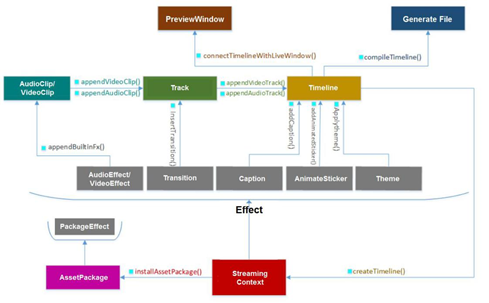 PreviewWindow
Generate File
connectTimelineWithLiveWindow()
compileTimeline()
AudioClip/
VideoClip
appendVideoClip()
appendAudioClip()
Track
appendVideoTrack()
appendAudioTrack()
Timeline
InsertTransition()
addCaption()
addAnimatedSticker()
Applytheme()
appendBuiltInFx()
AudioEffect/
VideoEffect
Transition
Caption
AnimateSticker
Theme
Effect
PackageEffect
AssetPackage
installAssetPackage()
Streaming
Context
createTimeline()